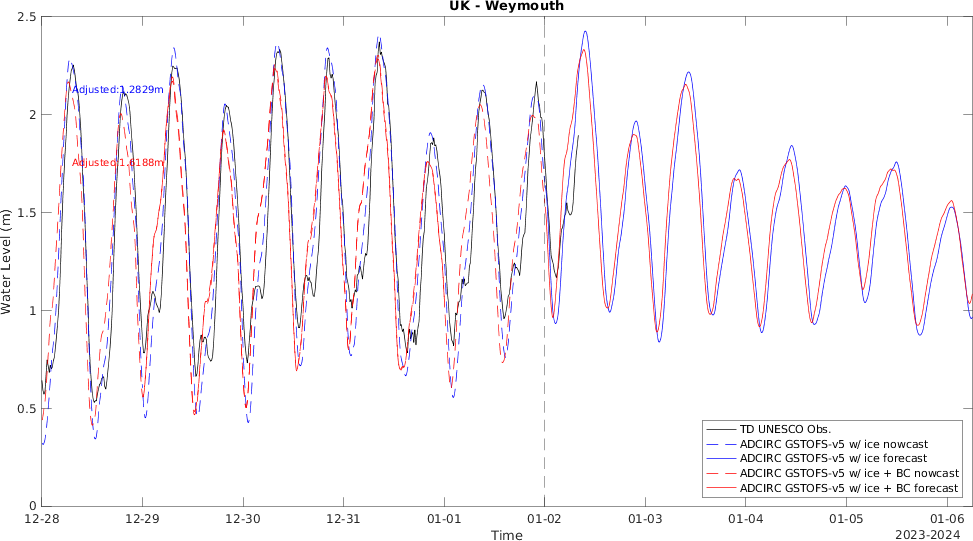 UK - Weymouth
2.5
2
1.5
1
0.5
0
Water Level (m)
Adjusted:1.2829m
Adjusted:1.6188m
TD UNESCO Obs.
ADCIRC GSTOFS-v5 w/ ice nowcast
ADCIRC GSTOFS-v5 w/ ice forecast
ADCIRC GSTOFS-v5 w/ ice + BC nowcast
ADCIRC GSTOFS-v5 w/ ice + BC forecast
12-28 12-29 12-30 12-31 01-01 01-02 01-03 01-04 01-05 01-06
Time
2023-2024